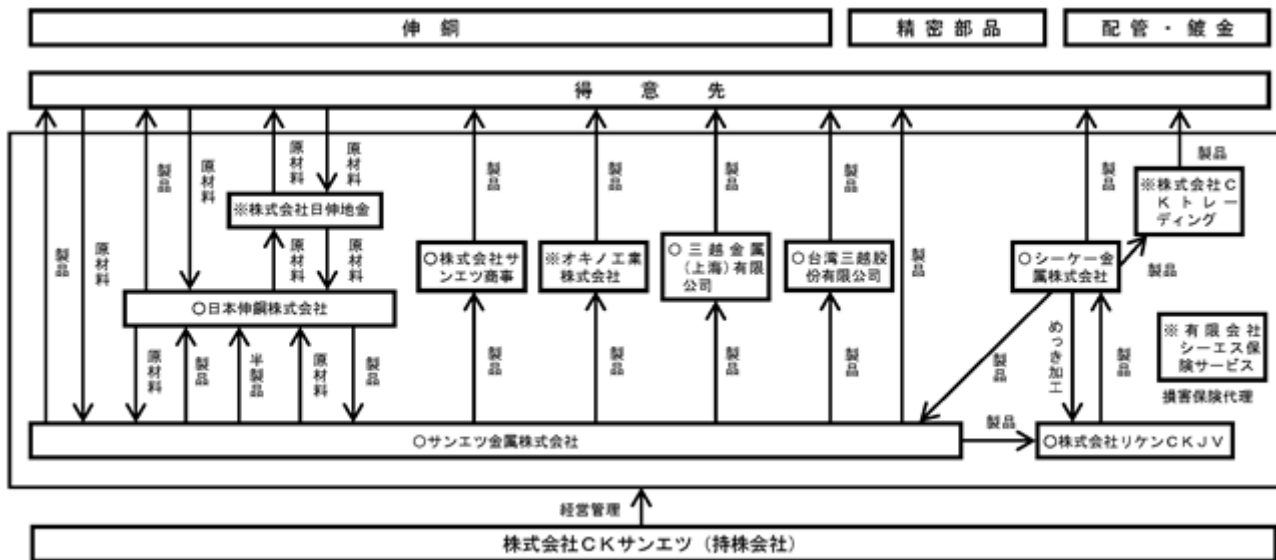 伸銅
精密部品
配管・鍍金
得意先
製品
原材料
製品
原材料
原材料
原材料
※株式会社日伸地金
原材料
原材料
○日本伸銅株式会社
原材料
製品
半製品
原材料
製品
製品
○株式会社サ
ンエツ商事
製品
製品
※オキノ工業
株式会社
製品
製品
○三越金属
(上海)有限
公司
製品
製品
○台湾三越股
份有限公司
製品
製品
製品
○シーケー金
属株式会社
製品
※株式会社C
Kトレー
ディング
製品
製品
めっき加工
製品
※有限会社
シーエス保
険サービス
損害保険代理
○サンエツ金属株式会社
製品
○株式会社リケンCKJV
経営管理
株式会社CKサンエツ(持株会社)